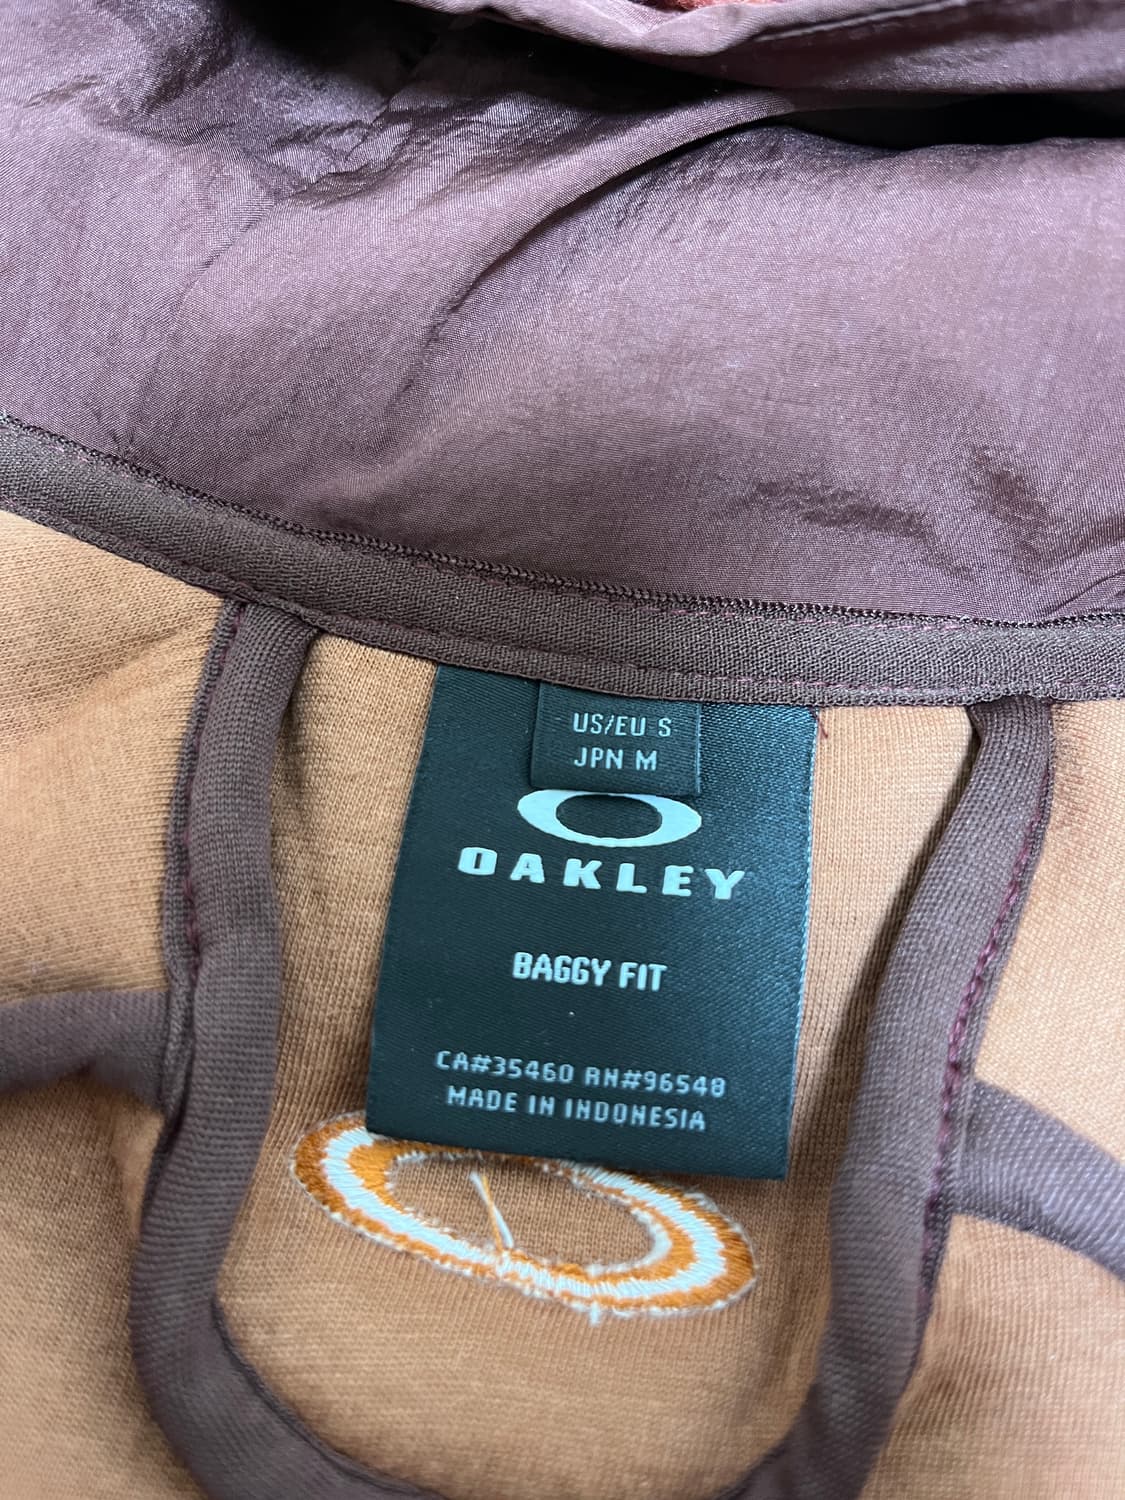 US/EU S
JPN M
OAKLEY
BAGGY FIT
CA#35460 RN#96548
MADE IN INDONESIA